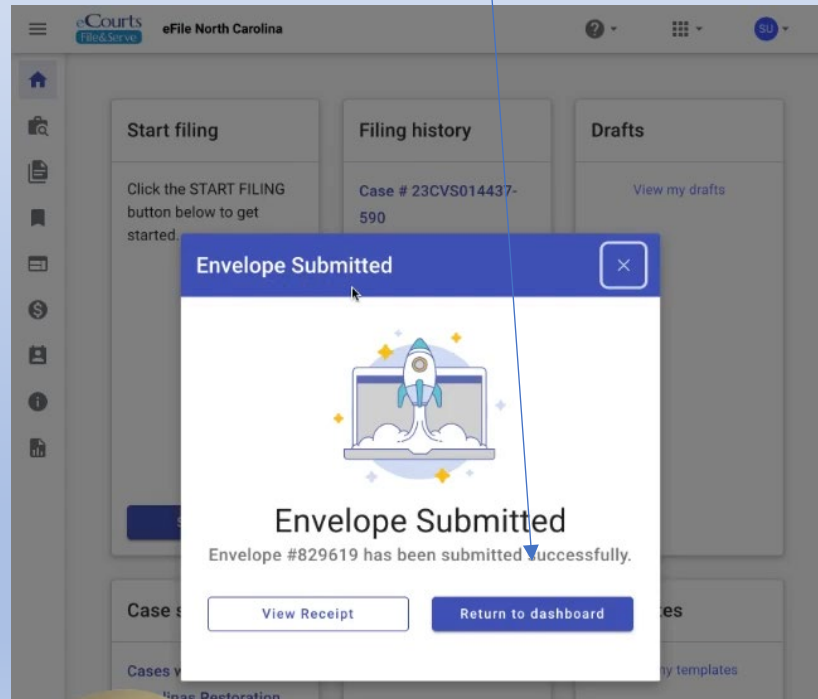 eCourts
File&Serve
eFile North Carolina
SU
Start filing
Filing history
Drafts
Click the START FILING
button below to get
started.
Case # 23CVS014437-
590
View my drafts
Envelope Submitted
Envelope Submitted
Envelope #829619 has been submitted successfully.
View Receipt
Return to dashboard
Case s
es
Cases w
my templates
linas Restoration